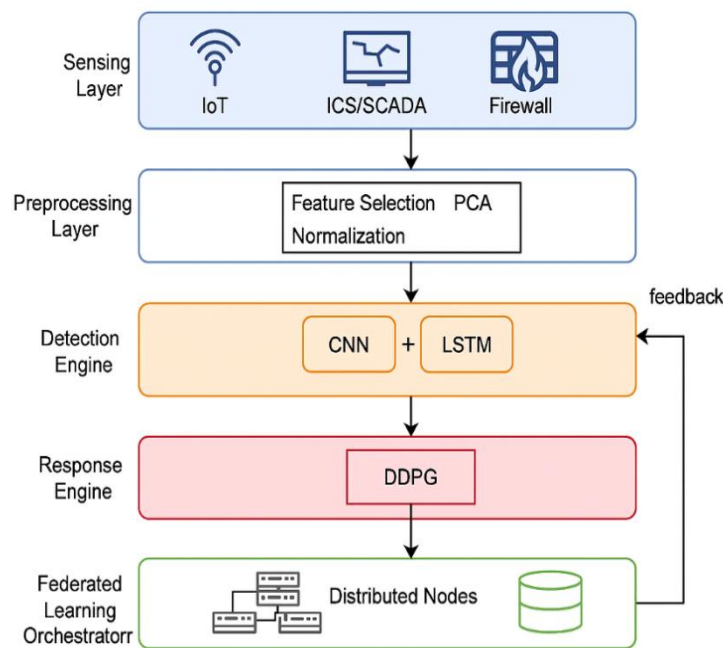 Sensing
Layer
IoT
ICS/SCADA
Firewall
Preprocessing
Layer
Feature Selection PCA
Normalization
feedback
Detection
Engine
CNN + LSTM
Response
Engine
DDPG
Federated
Learning
Orchestratorr
Distributed Nodes